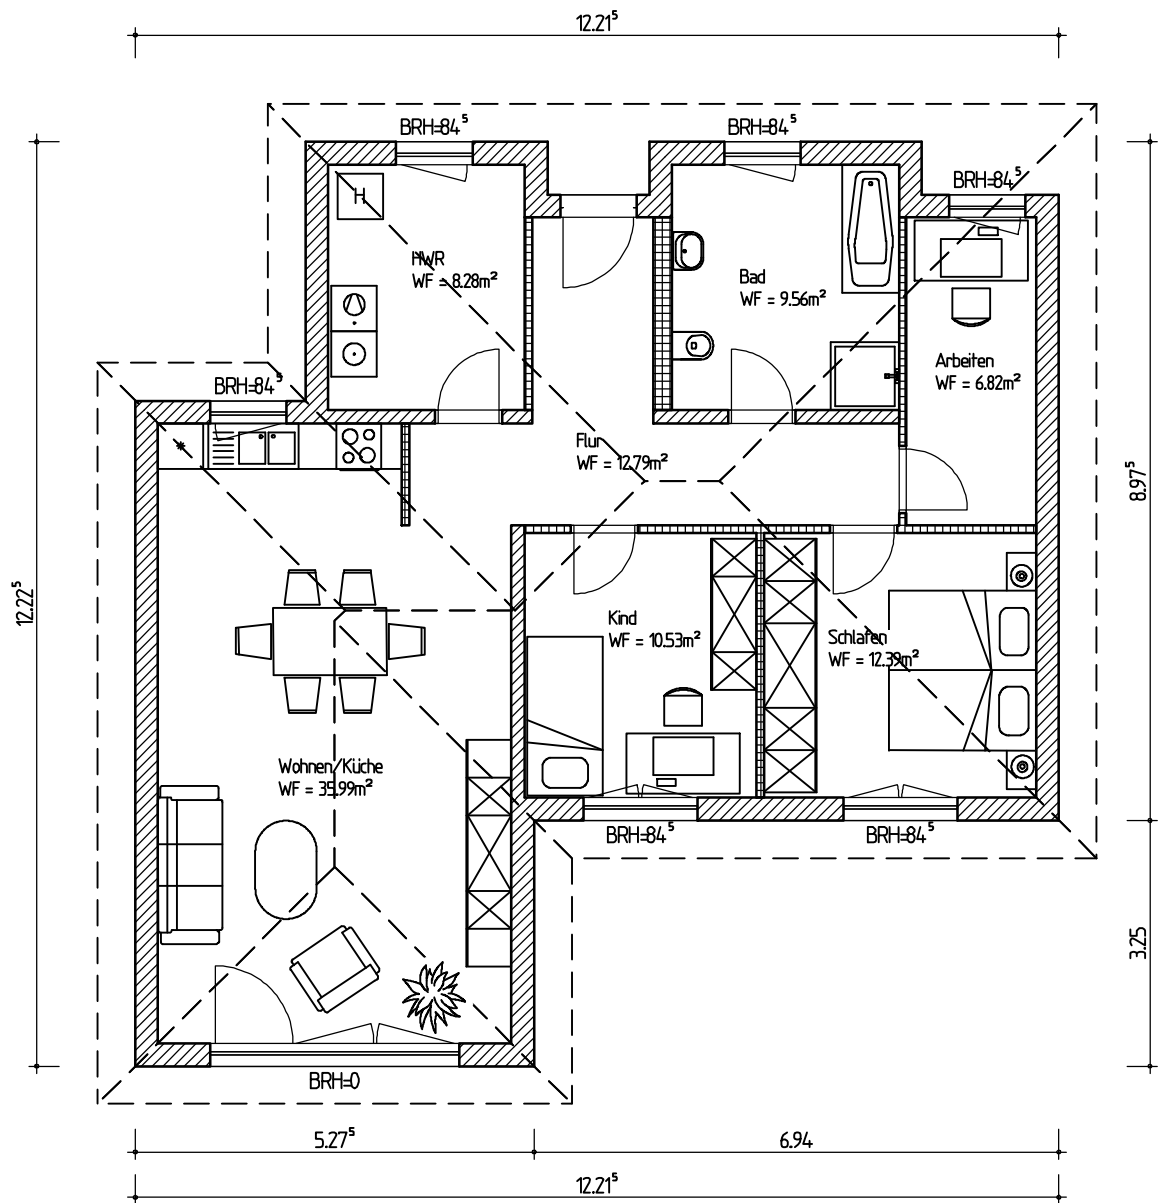 12.21⁵
BRH=84⁵
BRH=84⁵
BRH=84⁵
H
HWR
WF = 8.28m²
Bad
WF = 9.56m²
Arbeiten
WF = 6.82m²
BRH=84⁵
Flur
WF = 12.79m²
8.97⁵
12.22⁵
Kind
WF = 10.53m²
Schlafen
WF = 12.39m²
Wohnen/Küche
WF = 35.99m²
BRH=84⁵
BRH=84⁵
3.25
BRH=0
5.27⁵
6.94
12.21⁵